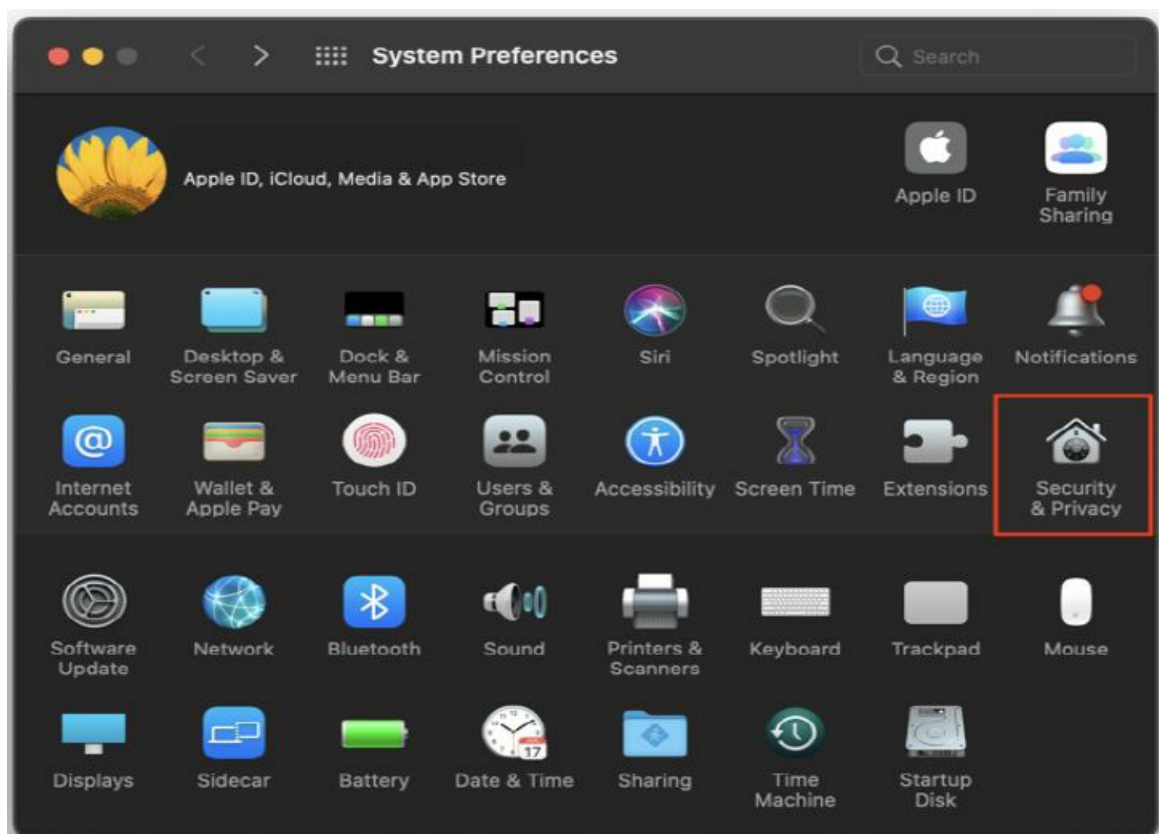 System Preferences
Search
Apple ID, iCloud, Media & App Store
Apple ID
Family
Sharing
General
Desktop &
Screen Saver
Dock &
Menu Bar
Mission
Control
Siri
Spotlight
Language
& Region
Notifications
Internet
Accounts
Wallet &
Apple Pay
Touch ID
Users &
Groups
Accessibility
Screen Time
Extensions
Security
& Privacy
Software
Update
Network
Bluetooth
Sound
Printers &
Scanners
Keyboard
Trackpad
Mouse
Displays
Sidecar
Battery
Date & Time
Sharing
Time
Machine
Startup
Disk
17